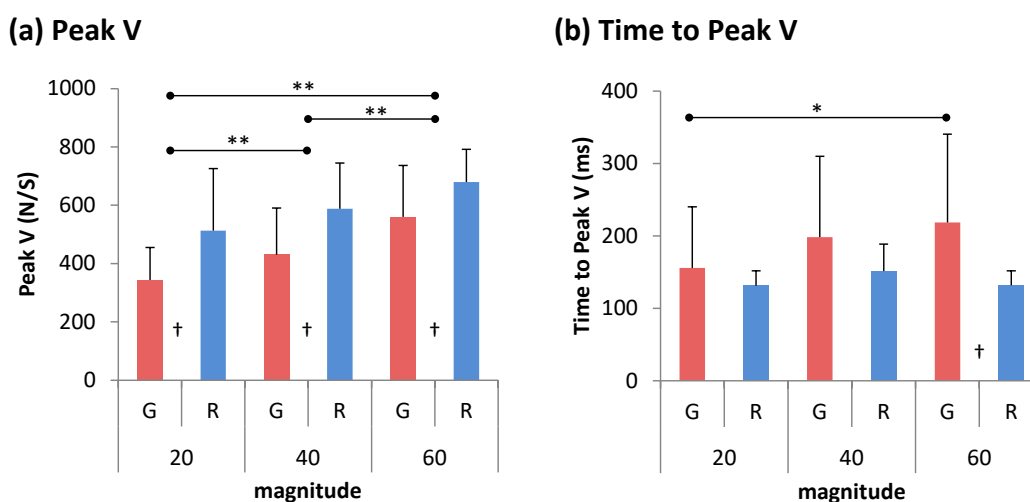 (a) Peak V
1000
800
600
400
200
0
Peak V (N/S)
**
**
**
† † †
G R G R G R
20 40 60
magnitude
(b) Time to Peak V
400
300
200
100
0
Time to Peak V (ms)
*
†
G R G R G R
20 40 60
magnitude